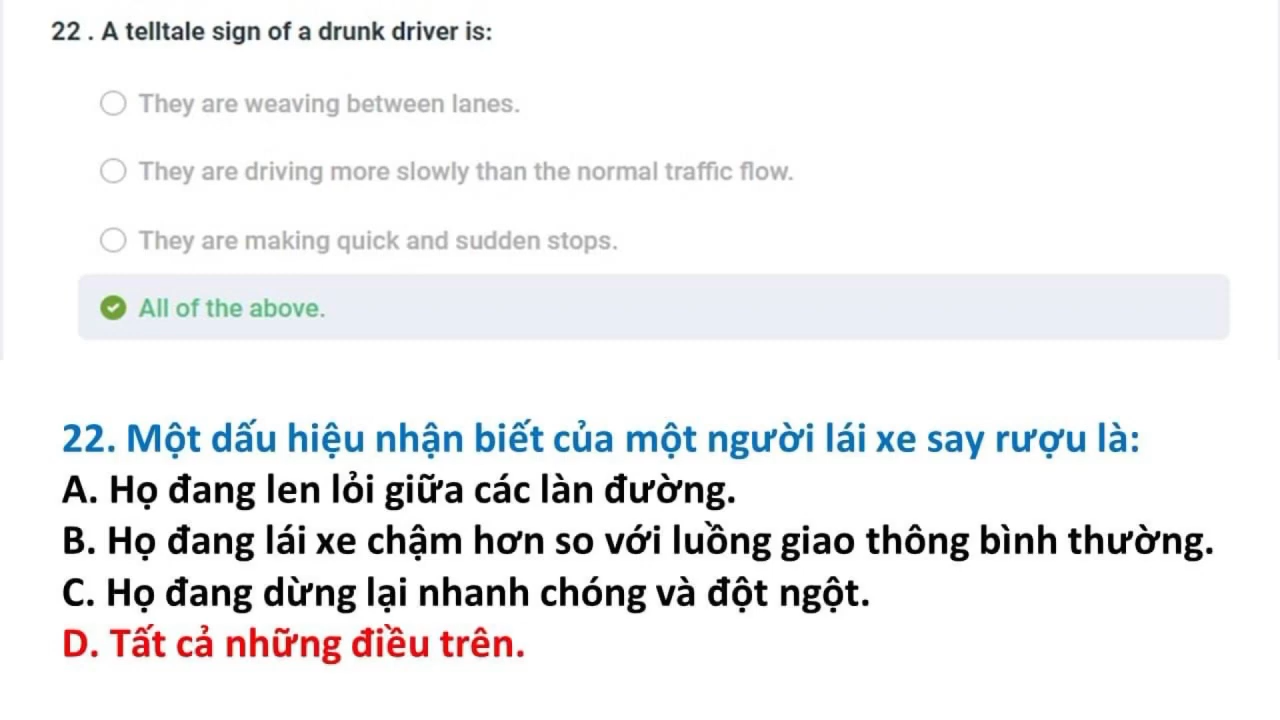 22 . A telltale sign of a drunk driver is:
They are weaving between lanes.
They are driving more slowly than the normal traffic flow.
They are making quick and sudden stops.
All of the above.
22. Một dấu hiệu nhận biết của một người lái xe say rượu là:
A. Họ đang len lỏi giữa các làn đường.
B. Họ đang lái xe chậm hơn so với luồng giao thông bình thường.
C. Họ đang dừng lại nhanh chóng và đột ngột.
D. Tất cả những điều trên.